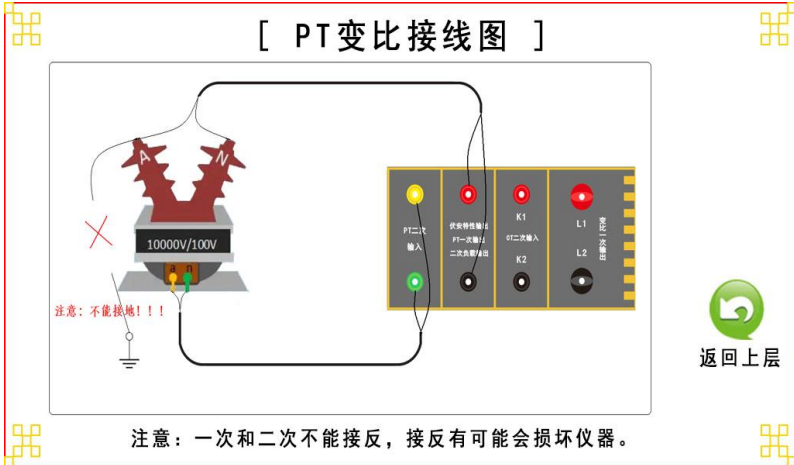 [ PT变比接线图 ]
A N
10000V/100V
a n
注意：不能接地！！！
PT二次
输入
伏安特性输出
PT一次输出
二次负载输出
K1
CT二次输入
K2
L1
L2
变比一次输出
返回上层
注意：一次和二次不能接反，接反有可能会损坏仪器。